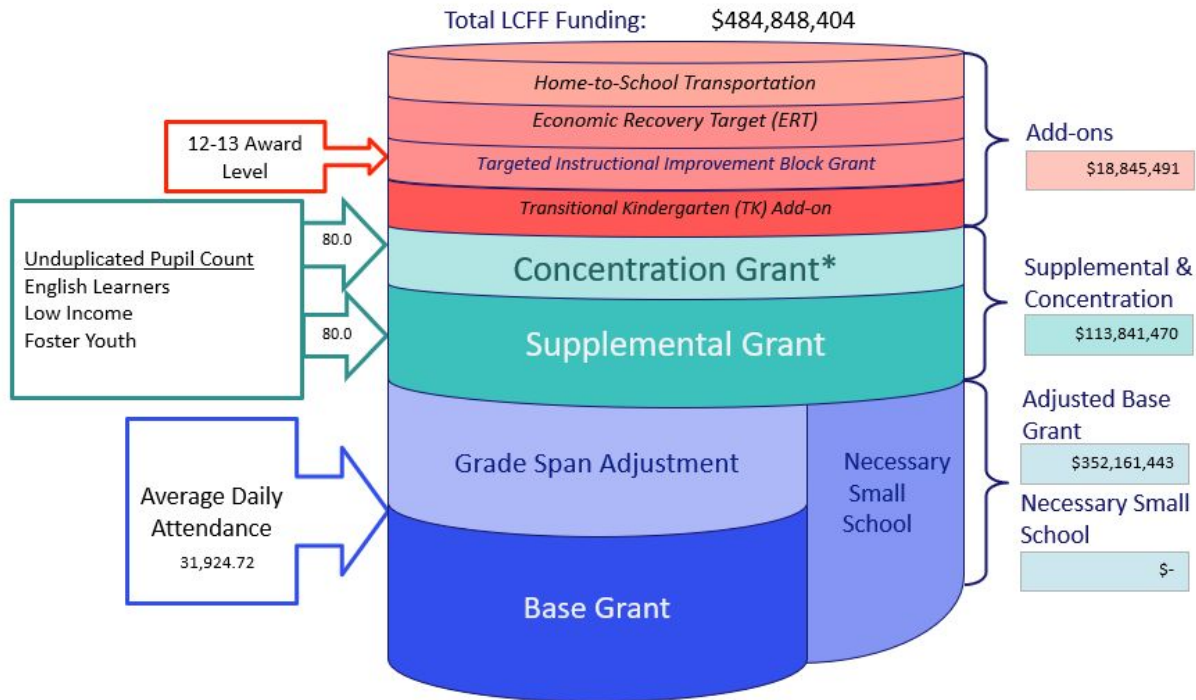 Total LCFF Funding: $484,848,404
Home-to-School Transportation
Economic Recovery Target (ERT)
Targeted Instructional Improvement Block Grant
Transitional Kindergarten (TK) Add-on
Concentration Grant*
Supplemental Grant
Grade Span Adjustment
Base Grant
Necessary
Small
School
12-13 Award
Level
Unduplicated Pupil Count
English Learners
Low Income
Foster Youth
80.0
80.0
Average Daily
Attendance
31,924.72
Add-ons
$18,845,491
Supplemental &
Concentration
$113,841,470
Adjusted Base
Grant
$352,161,443
Necessary Small
School
$-